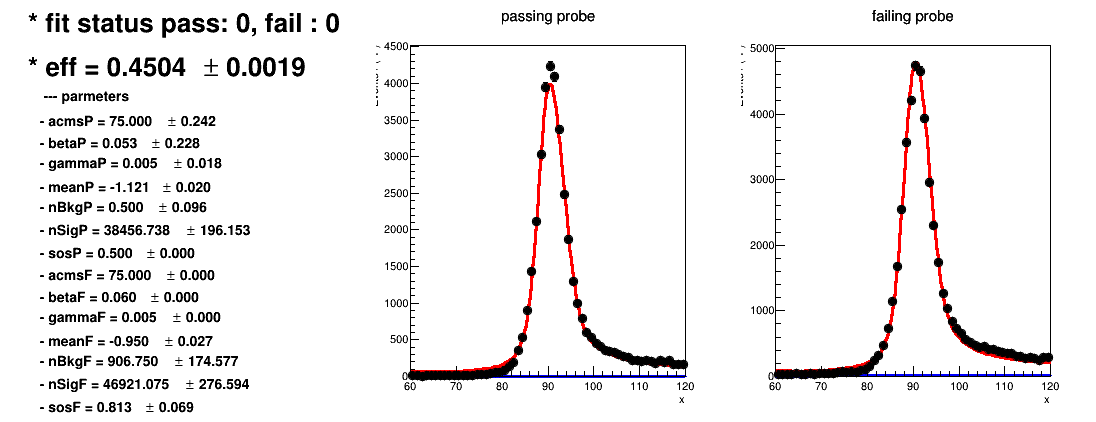 * fit status pass: 0, fail : 0
* eff = 0.4504 ± 0.0019
--- parmeters
- acmsP = 75.000 ± 0.242
- betaP = 0.053 ± 0.228
- gammaP = 0.005 ± 0.018
- meanP = -1.121 ± 0.020
- nBkgP = 0.500 ± 0.096
- nSigP = 38456.738 ± 196.153
- sosP = 0.500 ± 0.000
- acmsF = 75.000 ± 0.000
- betaF = 0.060 ± 0.000
- gammaF = 0.005 ± 0.000
- meanF = -0.950 ± 0.027
- nBkgF = 906.750 ± 174.577
- nSigF = 46921.075 ± 276.594
- sosF = 0.813 ± 0.069
passing probe
4500
4000
3500
3000
2500
2000
1500
1000
500
0
60 70 80 90 100 110 120
x
failing probe
5000
4000
3000
2000
1000
0
60 70 80 90 100 110 120
x